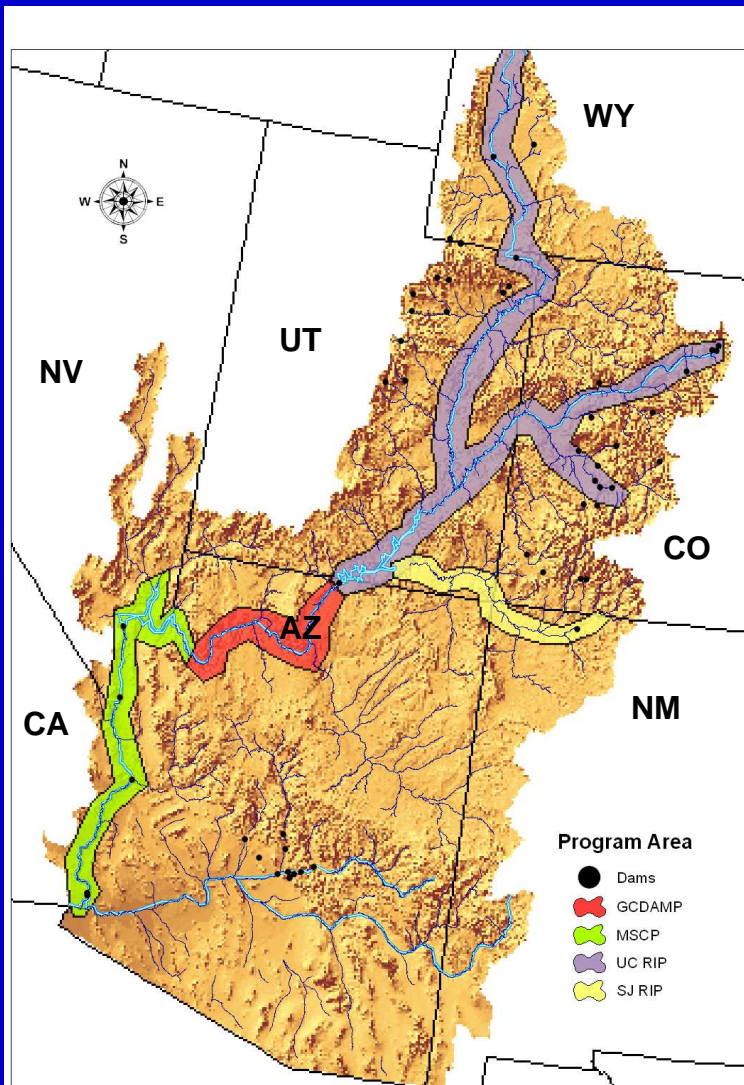 WY
N
W E
S
UT
NV
CO
AZ
NM
CA
Program Area
Dams
GCDAMP
MSCP
UC RIP
SJ RIP